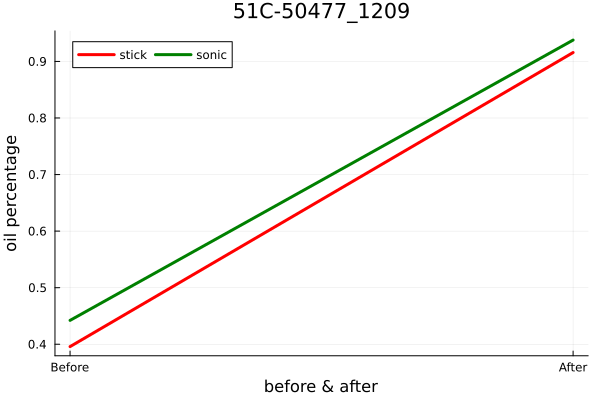 51C-50477_1209
stick
sonic
oil percentage
0.9
0.8
0.7
0.6
0.5
0.4
Before
After
before & after